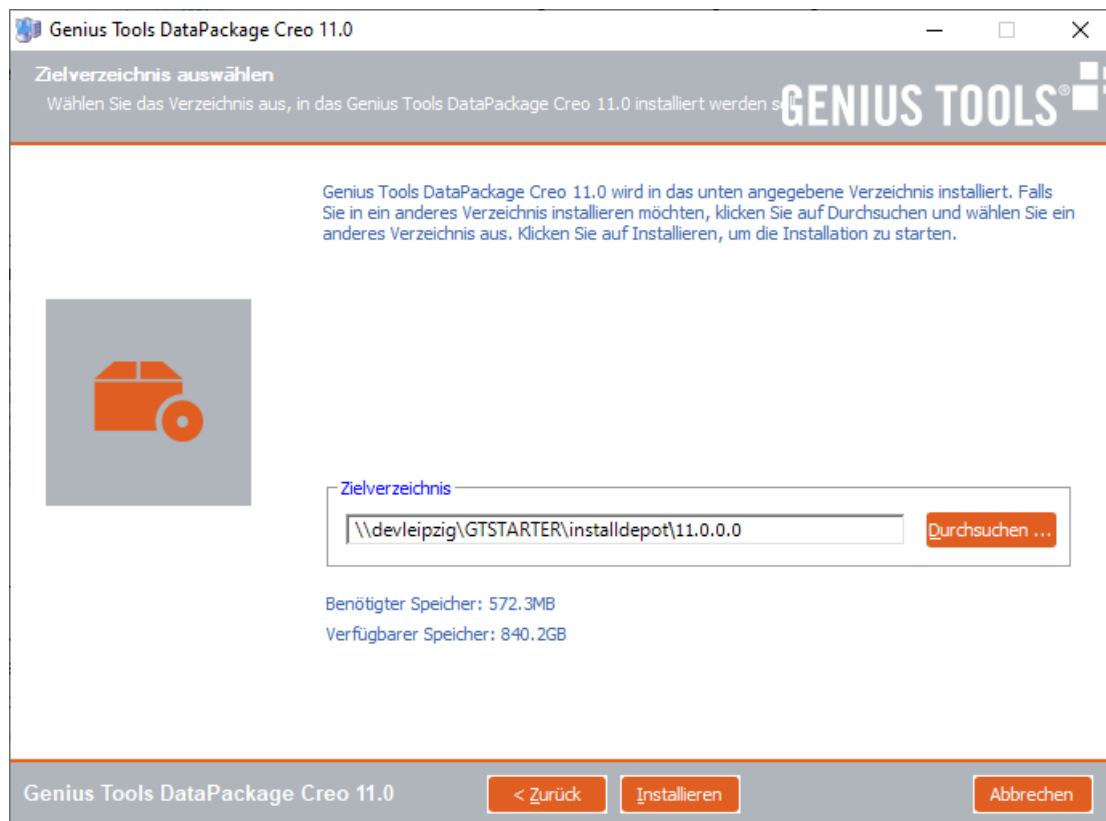 Genius Tools DataPackage Creo 11.0
Zielverzeichnis auswählen
Wählen Sie das Verzeichnis aus, in das Genius Tools DataPackage Creo 11.0 installiert werden
GENIUS TOOLS®
Genius Tools DataPackage Creo 11.0 wird in das unten angegebene Verzeichnis installiert. Falls
Sie in ein anderes Verzeichnis installieren möchten, klicken Sie auf Durchsuchen und wählen Sie ein
anderes Verzeichnis aus. Klicken Sie auf Installieren, um die Installation zu starten.
Zielverzeichnis
\\devleipzig\GTSTARTER\installdepot\11.0.0.0
Durchsuchen ...
Benötigter Speicher: 572.3MB
Verfügbarer Speicher: 840.2GB
Genius Tools DataPackage Creo 11.0
< Zurück
Installieren
Abbrechen